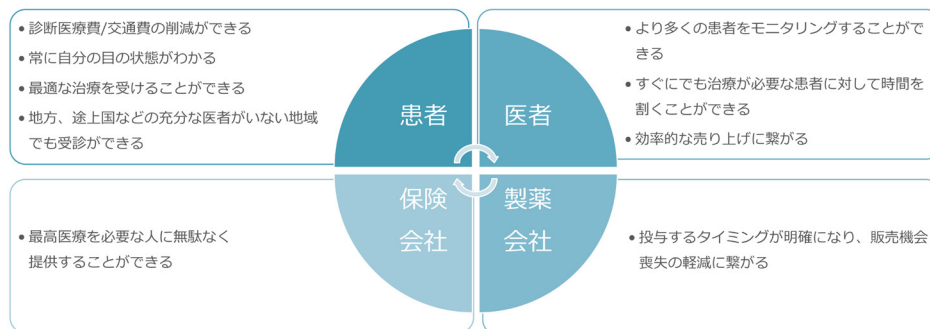 • 診断医療費/交通費の削減ができる
• 常に自分の目の状態がわかる
• 最適な治療を受けることができる
• 地方、途上国などの充分な医者がいない地域
でも受診ができる
患者
医者
• より多くの患者をモニタリングすることがで
きる
• すぐにでも治療が必要な患者に対して時間を
割くことができる
• 効率的な売り上げに繋がる
• 最高医療を必要な人に無駄なく
提供することができる
保険
会社
製薬
会社
• 投与するタイミングが明確になり、販売機会
喪失の軽減に繋がる